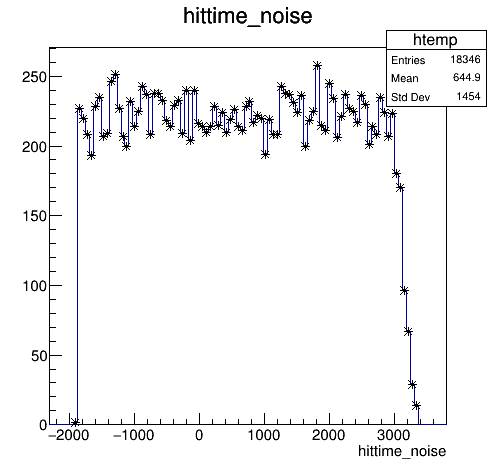 hittime_noise
htemp
Entries 18346
Mean 644.9
Std Dev 1454
250
200
150
100
50
0
−2000 −1000 0 1000 2000 3000
hittime_noise